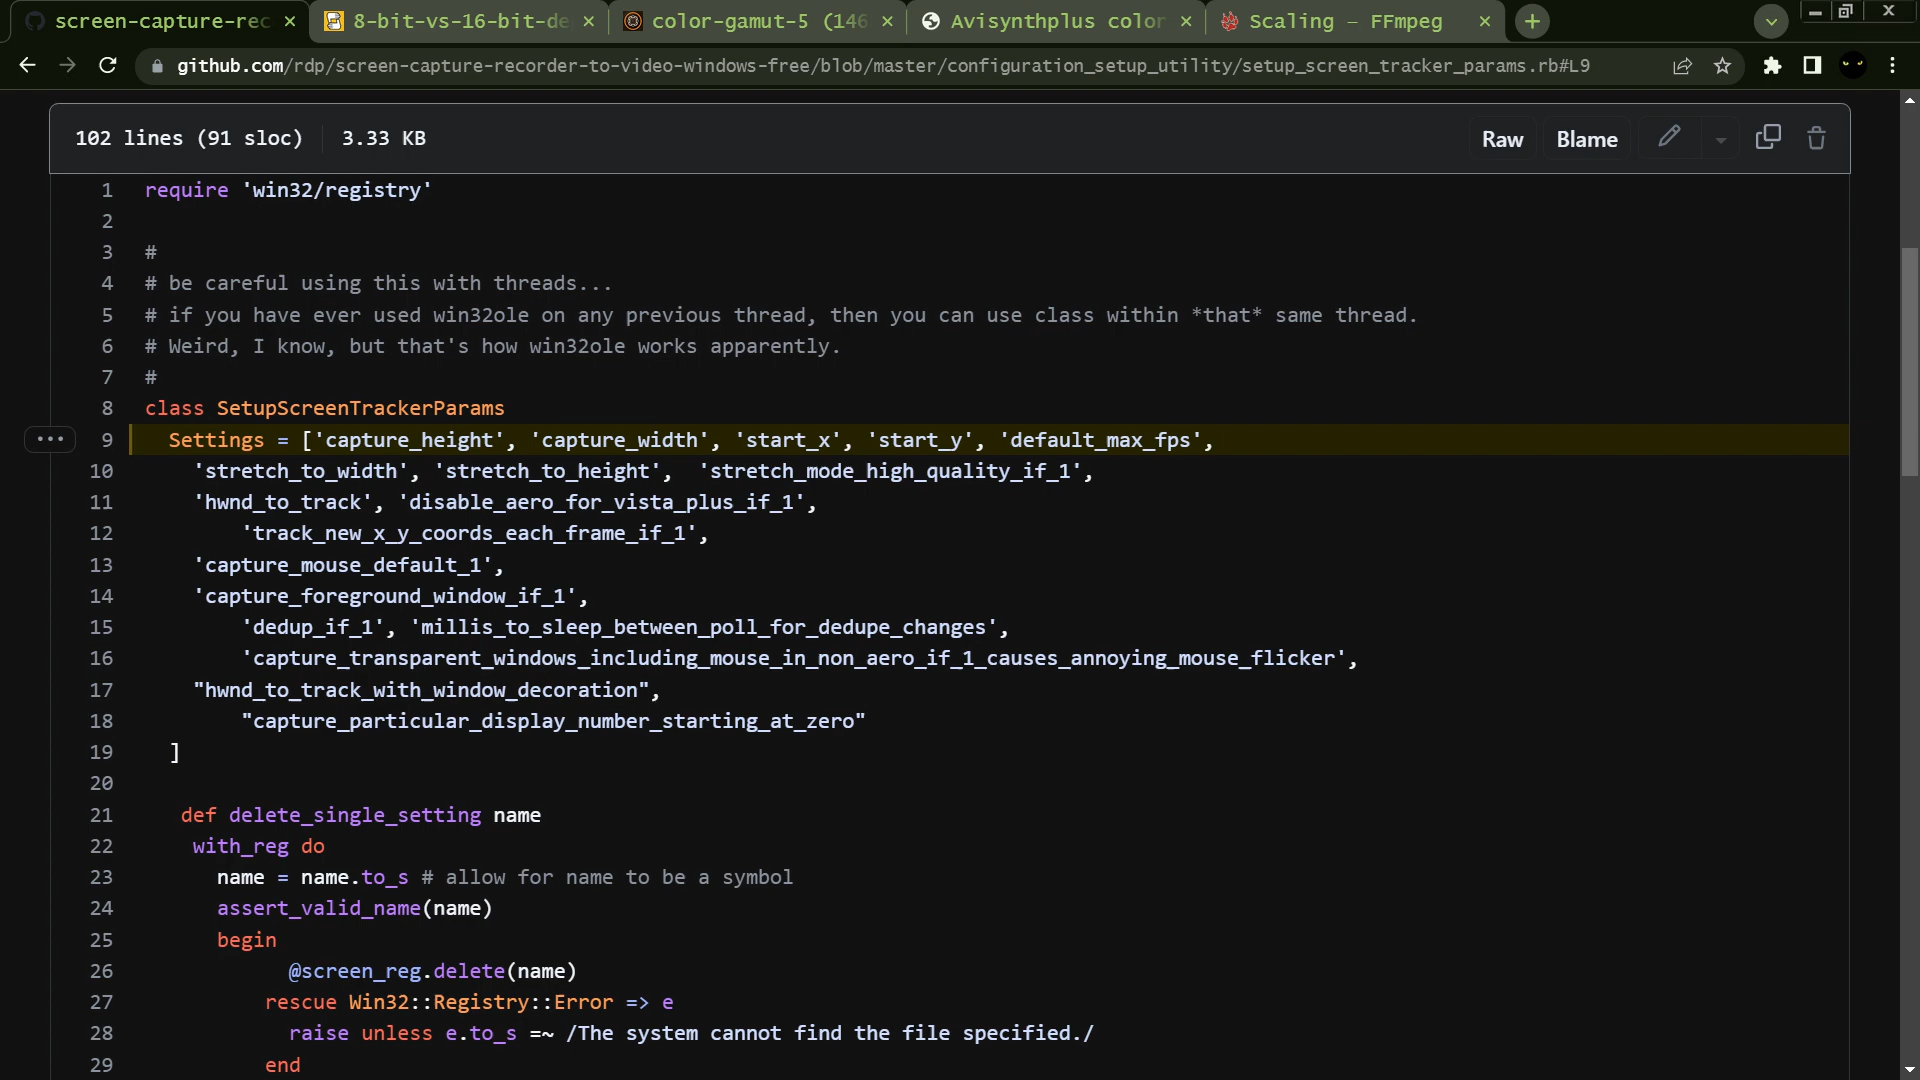 screen-capture-rec
8-bit-vs-16-bit-de
color-gamut-5 (146
Avisynthplus color
Scaling – FFmpeg
github.com/rdp/screen-capture-recorder-to-video-windows-free/blob/master/configuration_setup_utility/setup_screen_tracker_params.rb#L9
102 lines (91 sloc) 3.33 KB
Raw Blame
1 require 'win32/registry'
2
3 #
4 # be careful using this with threads...
5 # if you have ever used win32ole on any previous thread, then you can use class within *that* same thread.
6 # Weird, I know, but that's how win32ole works apparently.
7 #
8 class SetupScreenTrackerParams
9 Settings = ['capture_height', 'capture_width', 'start_x', 'start_y', 'default_max_fps',
10 'stretch_to_width', 'stretch_to_height', 'stretch_mode_high_quality_if_1',
11 'hwnd_to_track', 'disable_aero_for_vista_plus_if_1',
12 'track_new_x_y_coords_each_frame_if_1',
13 'capture_mouse_default_1',
14 'capture_foreground_window_if_1',
15 'dedup_if_1', 'millis_to_sleep_between_poll_for_dedupe_changes',
16 'capture_transparent_windows_including_mouse_in_non_aero_if_1_causes_annoying_mouse_flicker',
17 "hwnd_to_track_with_window_decoration",
18 "capture_particular_display_number_starting_at_zero"
19 ]
20
21 def delete_single_setting name
22 with_reg do
23 name = name.to_s # allow for name to be a symbol
24 assert_valid_name(name)
25 begin
26 @screen_reg.delete(name)
27 rescue Win32::Registry::Error => e
28 raise unless e.to_s =~ /The system cannot find the file specified./
29 end